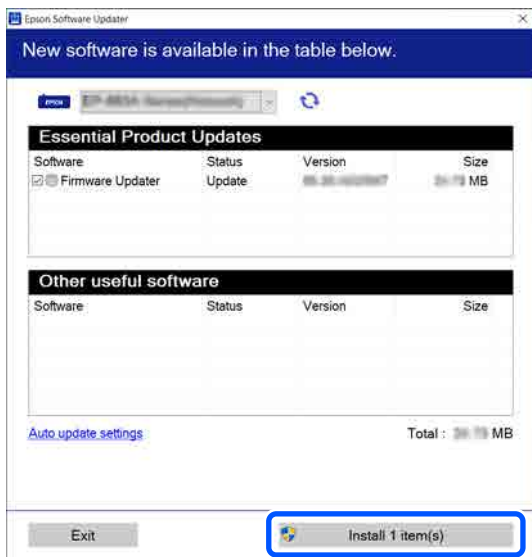 Epson Software Updater
New software is available in the table below.
EPSON
Essential Product Updates
Software Status Version Size
Firmware Updater Update MB
Other useful software
Software Status Version Size
Auto update settings Total : MB
Exit Install 1 item(s)